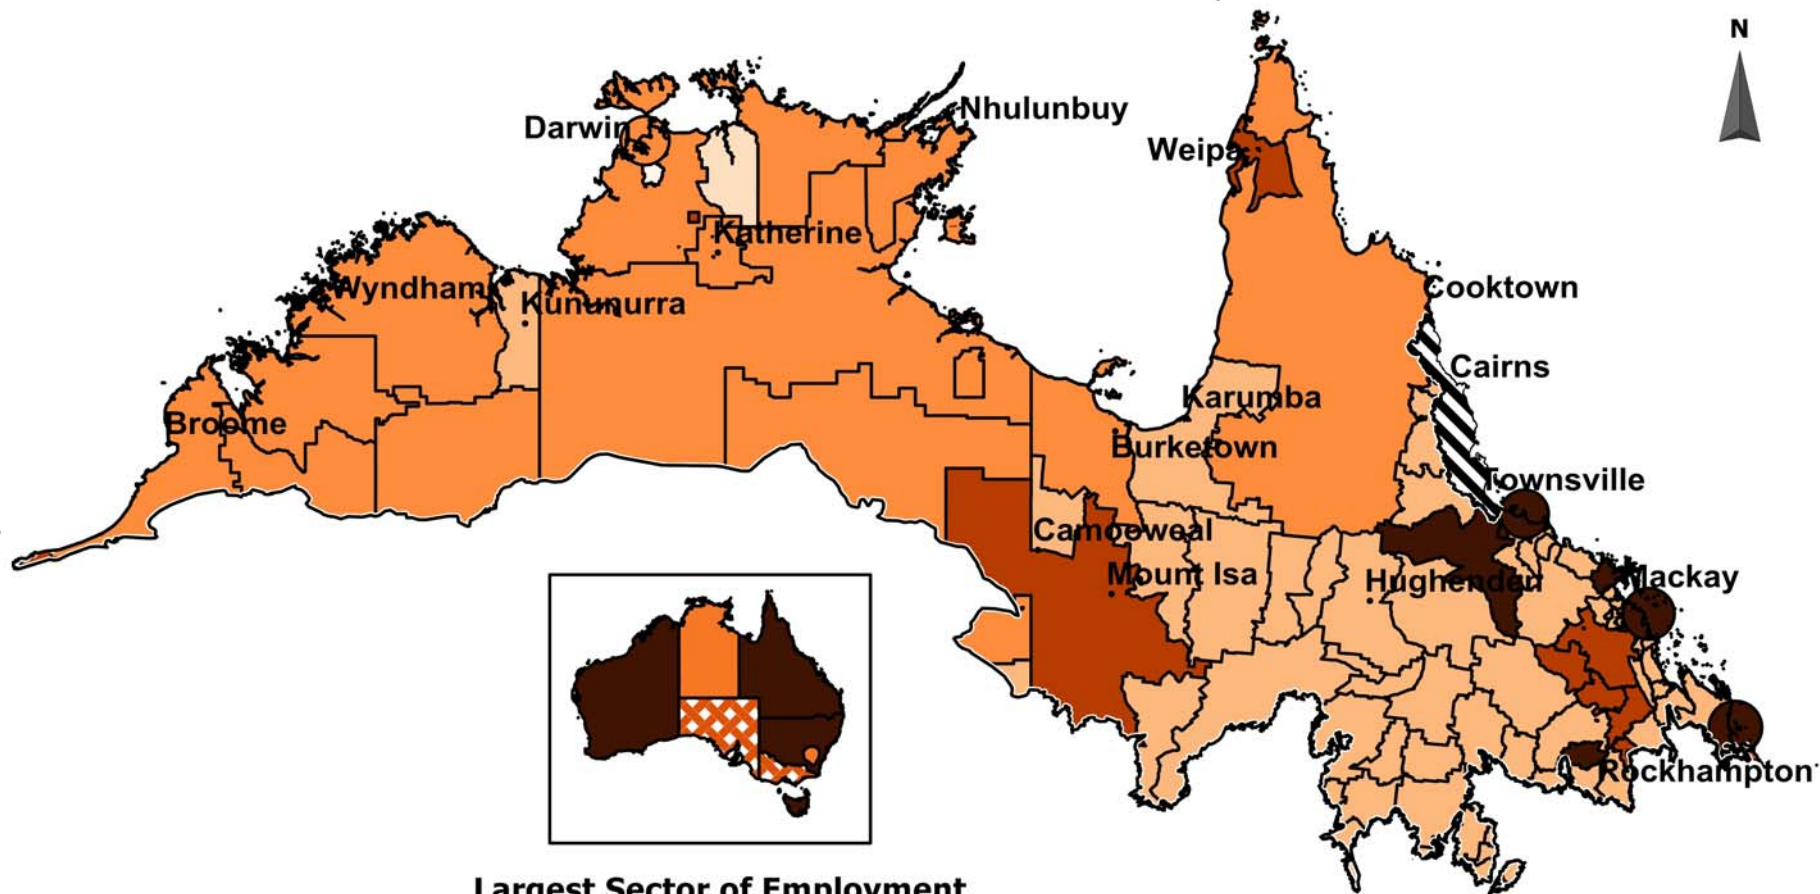 N
Nhulunbuy
Darwin
Weipa
Katherine
Wyndham
Kununurra
Cooktown
Cairns
Broome
Karumba
Burketown
Townsville
Camooweal
Mount Isa
Hughenden
Mackay
Rockhampton
Largest Sector of Employment